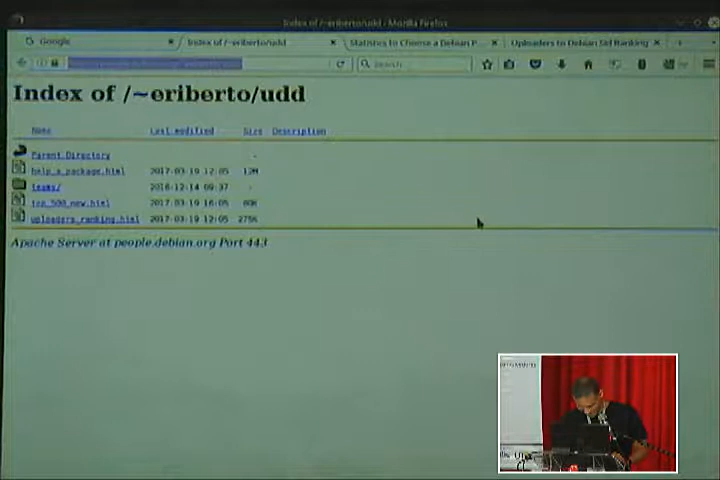 Index of /~eriberto/udd - Mozilla Firefox
Google × Index of /~eriberto/udd × Statistics to Choose a Debian P... × Uploaders to Debian Sid Ranking × +
Search
Index of /~eriberto/udd
Name Last modified Size Description
Parent Directory -
help_a_package.html 2017-03-19 12:05 12M
teams/ 2016-12-14 09:37 -
top_500_new.html 2017-03-19 16:05 80K
uploaders_ranking.html 2017-03-19 12:05 275K
Apache Server at people.debian.org Port 443